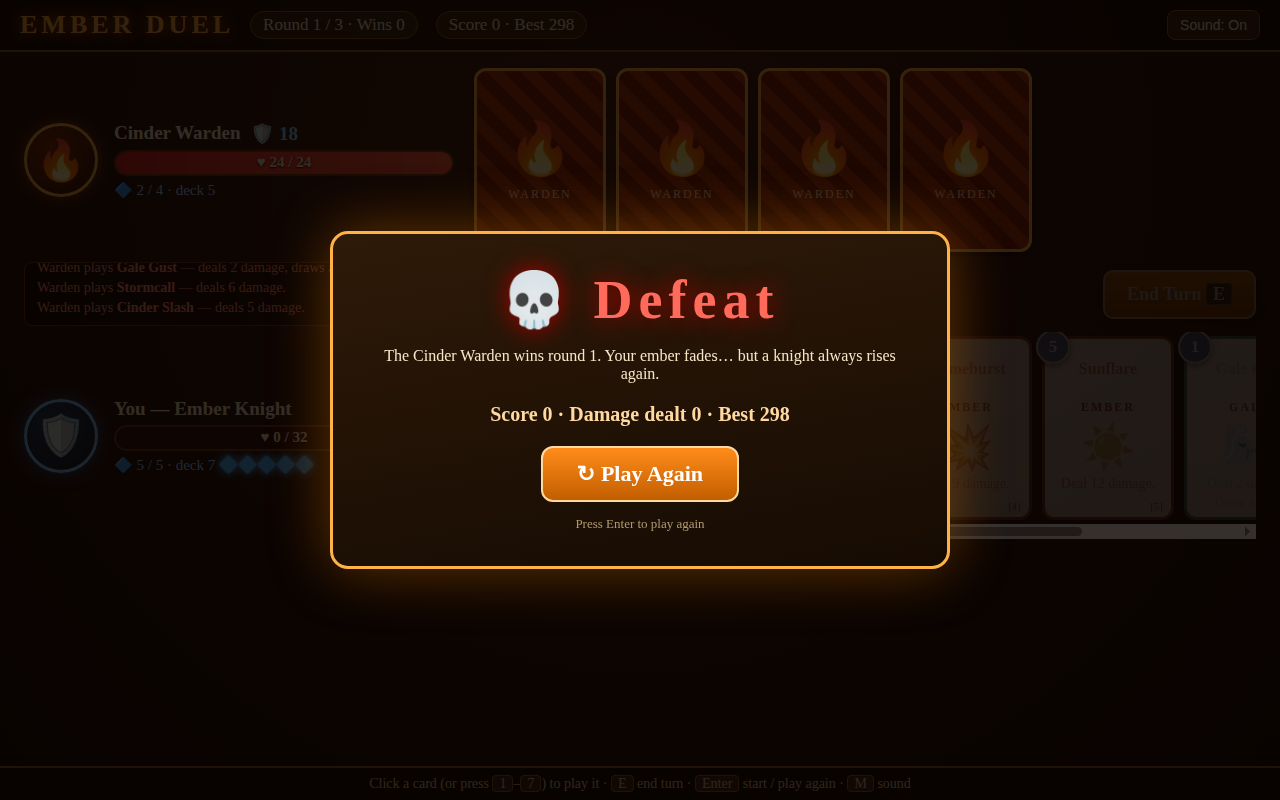 EMBER DUEL
Round 1 / 3 · Wins 0
Score 0 · Best 298
Sound: On
Cinder Warden 18
♥ 24 / 24
2 / 4 · deck 5
WARDEN
WARDEN
WARDEN
WARDEN
Warden plays Gale Gust — deals 2 damage, draws
Warden plays Stormcall — deals 6 damage.
Warden plays Cinder Slash — deals 5 damage.
End Turn E
Defeat
The Cinder Warden wins round 1. Your ember fades… but a knight always rises
again.
Score 0 · Damage dealt 0 · Best 298
↻ Play Again
Press Enter to play again
You — Ember Knight
♥ 0 / 32
5 / 5 · deck 7
5
Sunflare
EMBER
Deal 12 damage.
[5]
1
damage.
[4]
Click a card (or press 1–7) to play it · E end turn · Enter start / play again · M sound